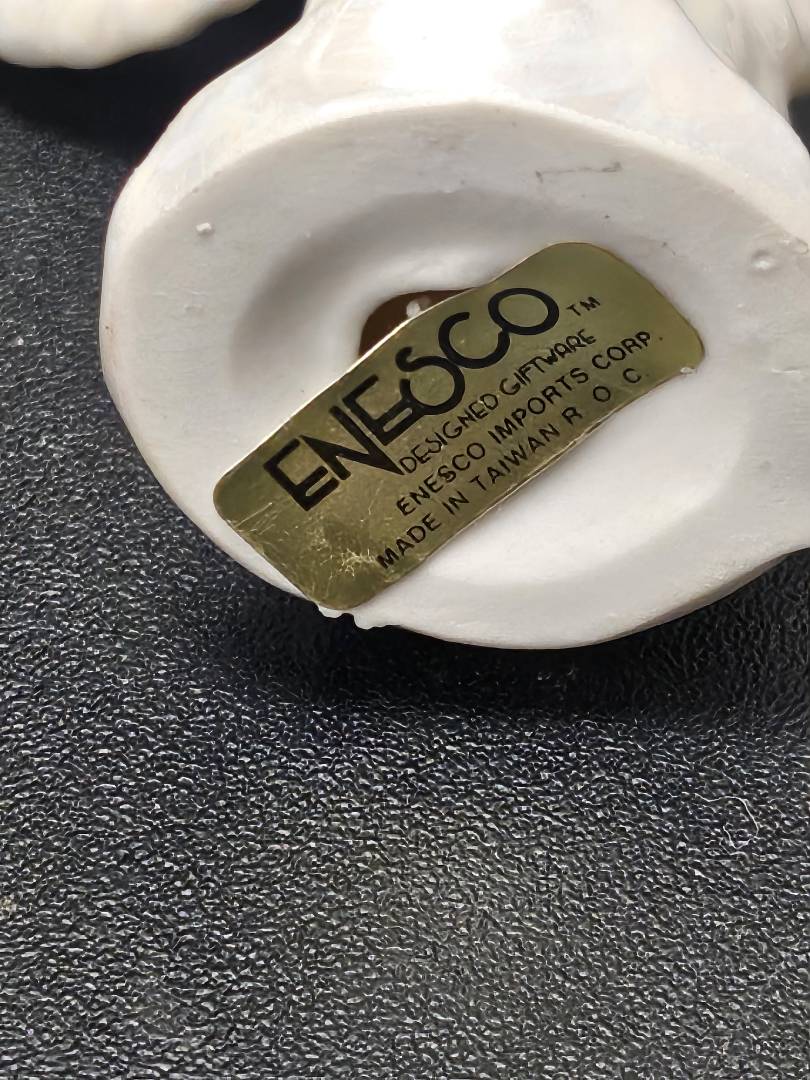 ENESCO™
DESIGNED GIFTWARE
ENESCO IMPORTS CORP.
MADE IN TAIWAN R O C